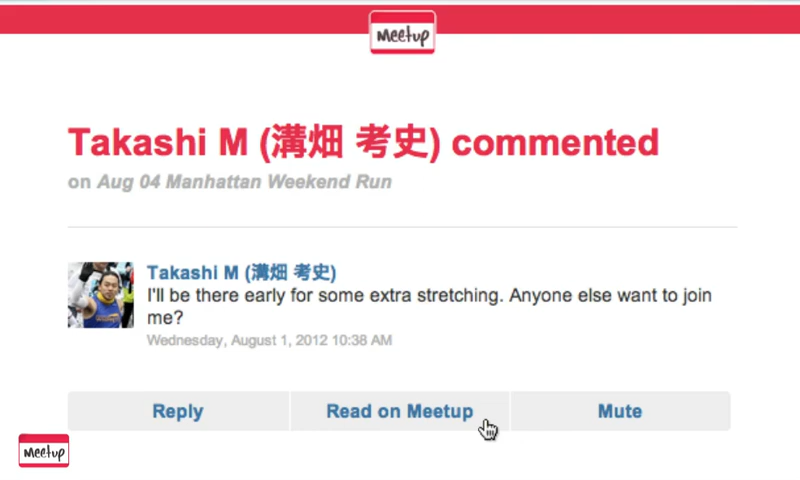 Meetup
Takashi M (溝畑 考史) commented
on Aug 04 Manhattan Weekend Run
Takashi M (溝畑 考史)
I'll be there early for some extra stretching. Anyone else want to join
me?
Wednesday, August 1, 2012 10:38 AM
Reply
Read on Meetup
Mute
Meetup